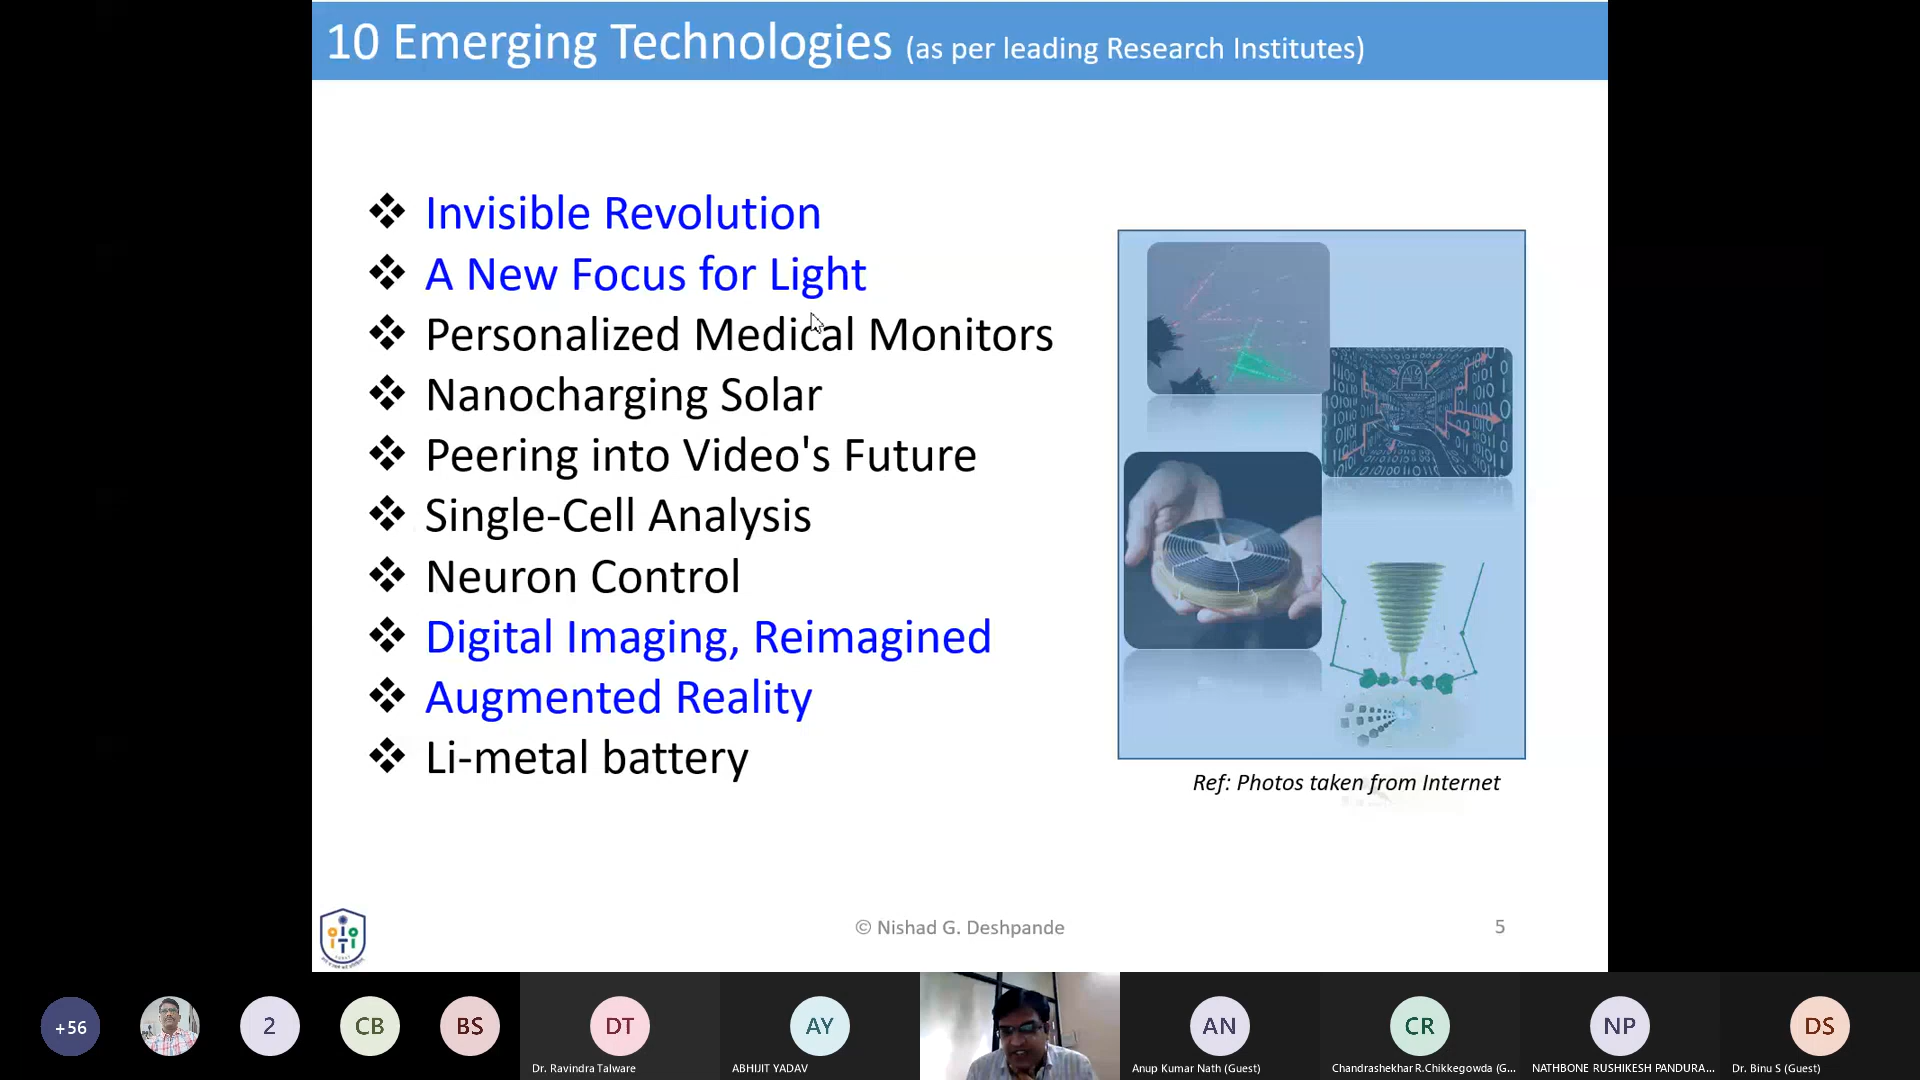 10 Emerging Technologies (as per leading Research Institutes)
❖ Invisible Revolution
❖ A New Focus for Light
❖ Personalized Medical Monitors
❖ Nanocharging Solar
❖ Peering into Video's Future
❖ Single-Cell Analysis
❖ Neuron Control
❖ Digital Imaging, Reimagined
❖ Augmented Reality
❖ Li-metal battery
Ref: Photos taken from Internet
© Nishad G. Deshpande
5
+56
2
CB
BS
DT
AY
AN
CR
NP
DS
Dr. Ravindra Talware
ABHIJIT YADAV
Anup Kumar Nath (Guest)
Chandrashekhar R.Chikkegowda (G...
NATHBONE RUSHIKESH PANDURA...
Dr. Binu S (Guest)